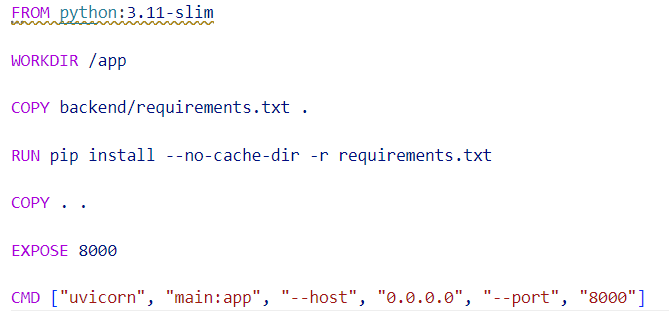 FROM python:3.11-slim
WORKDIR /app
COPY backend/requirements.txt .
RUN pip install --no-cache-dir -r requirements.txt
COPY . .
EXPOSE 8000
CMD ["uvicorn", "main:app", "--host", "0.0.0.0", "--port", "8000"]